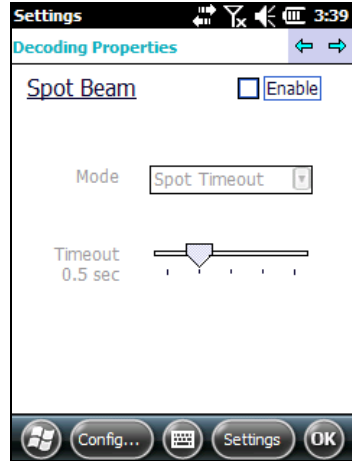 Settings 3:39
Decoding Properties
Spot Beam Enable
Mode Spot Timeout
Timeout
0.5 sec
Config... Settings OK